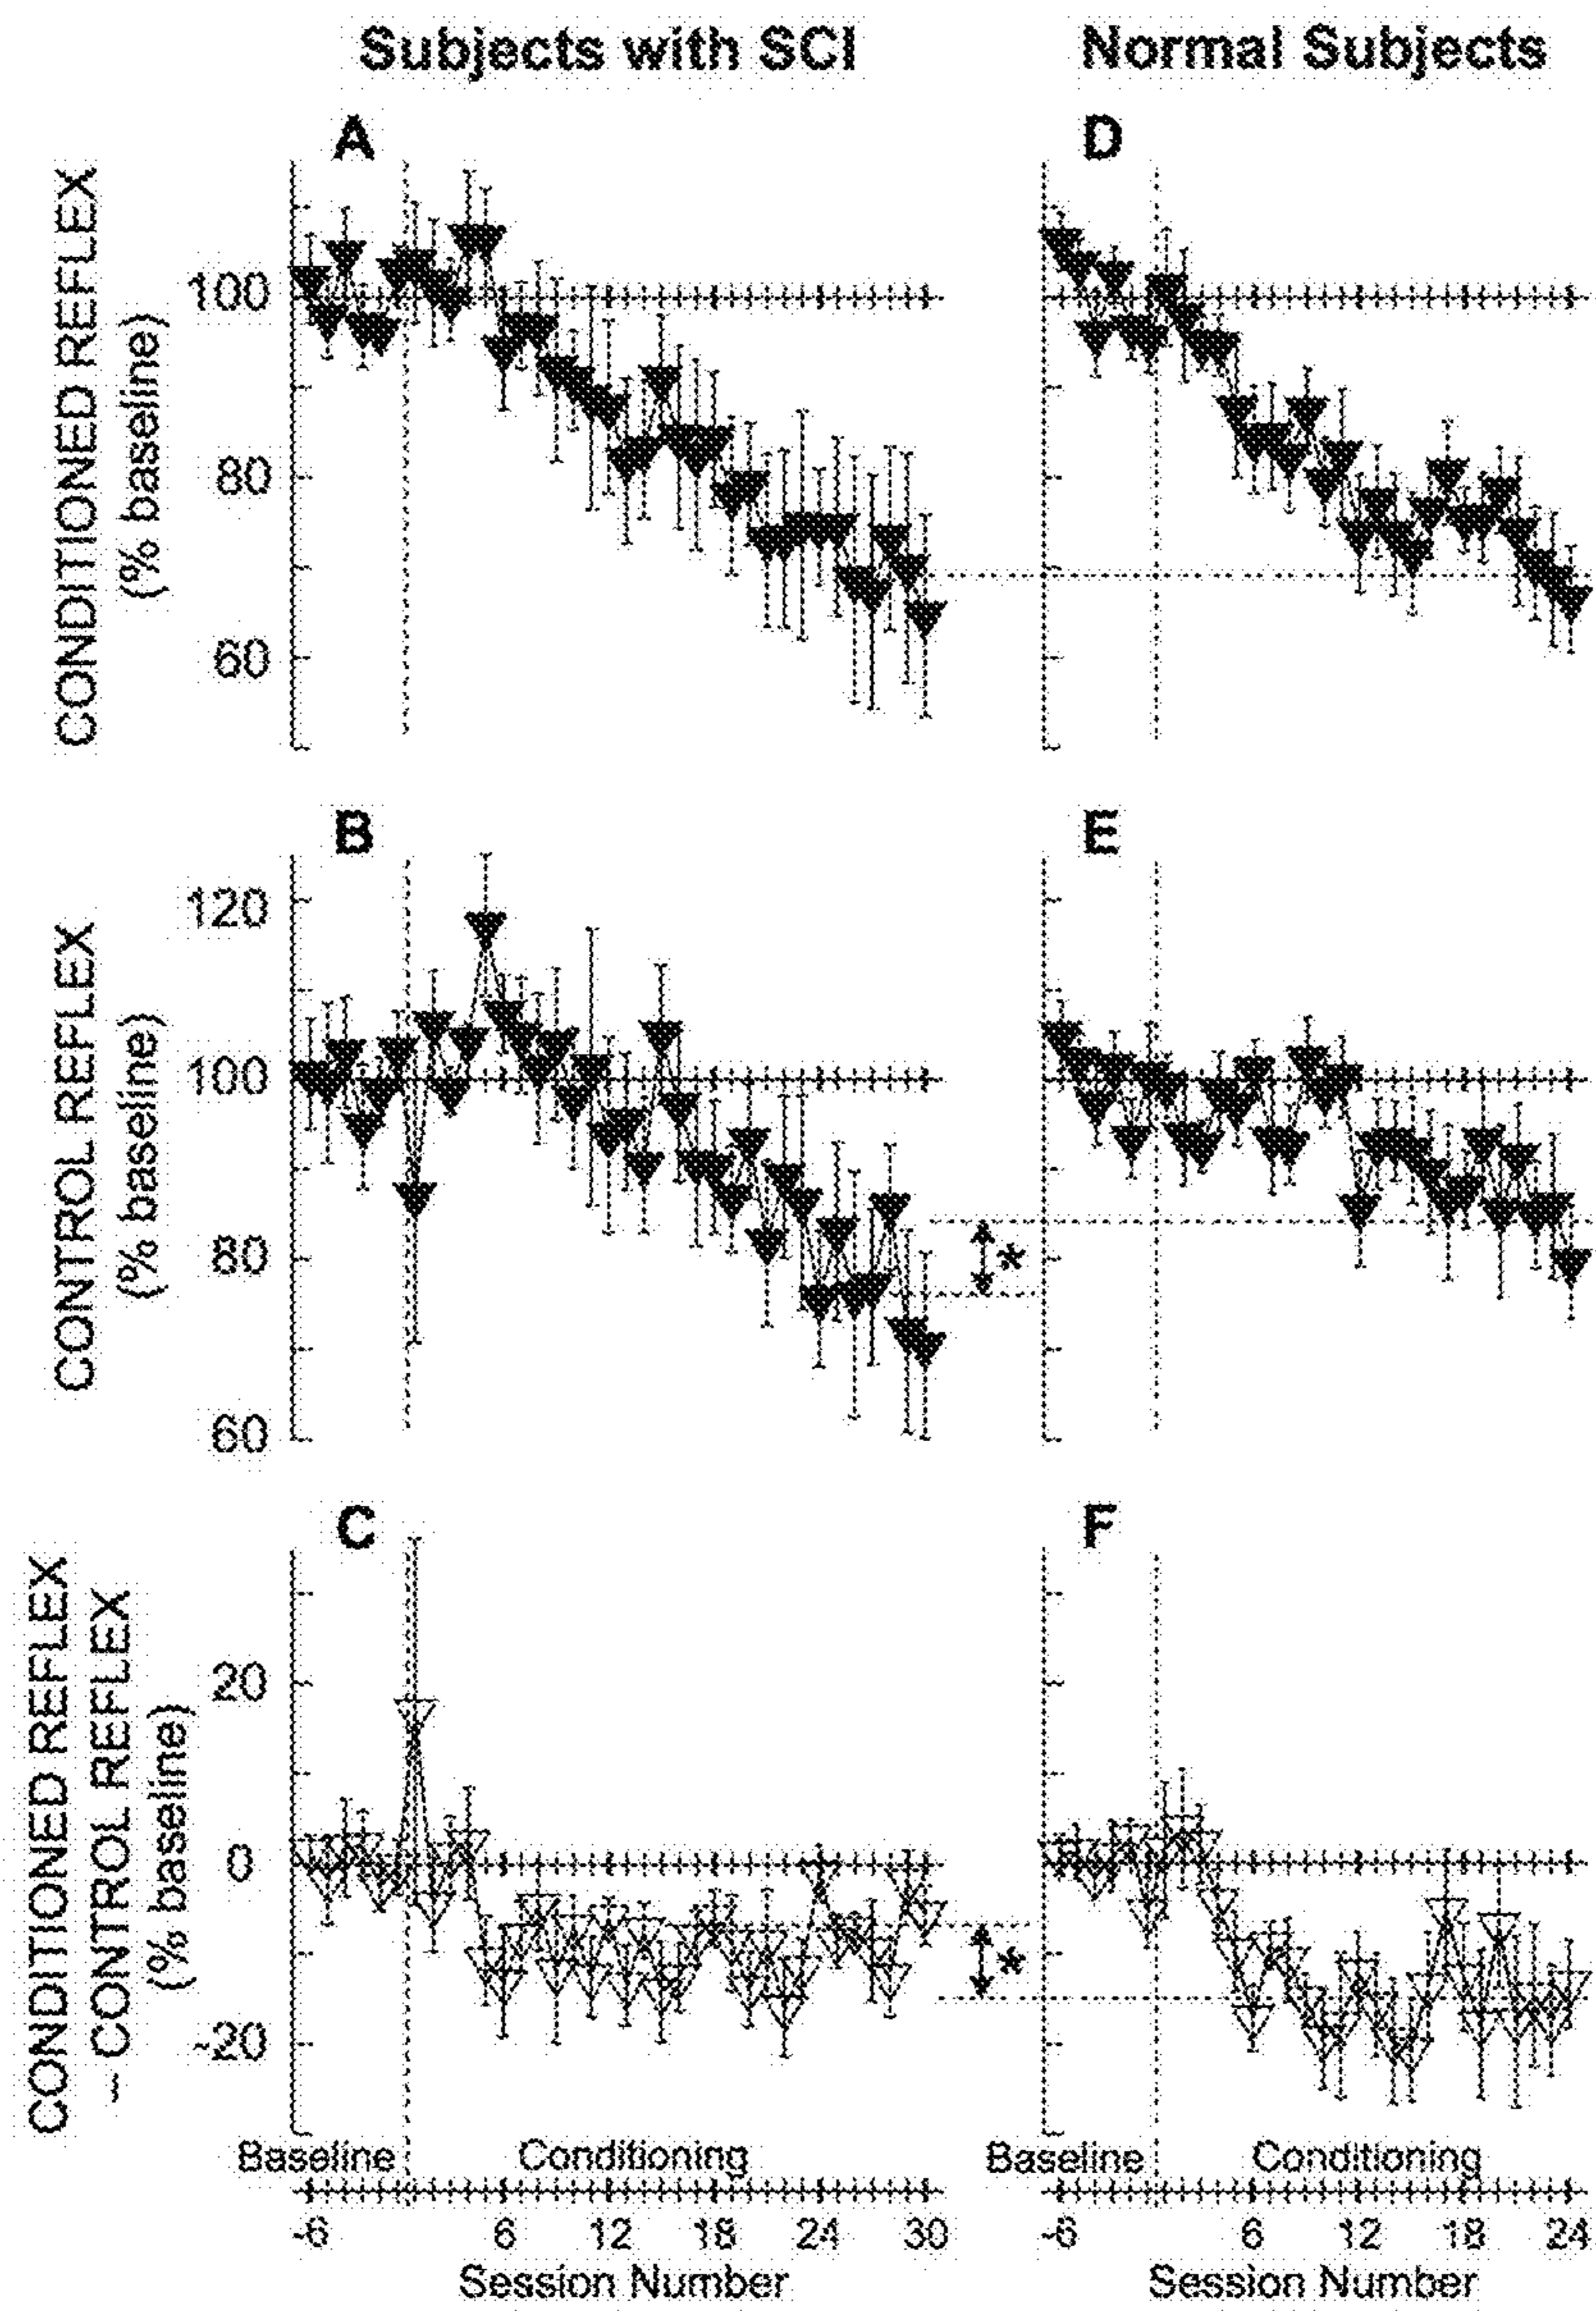 Subjects with SCI
Normal Subjects
A
D
CONDITIONED REFLEX
(% baseline)
100
80
60
B
E
CONTROL REFLEX
(% baseline)
120
100
80
60
*
C
F
CONDITIONED REFLEX
– CONTROL REFLEX
(% baseline)
20
0
-20
*
Baseline
Conditioning
Baseline
Conditioning
-6 6 12 18 24 30
-6 6 12 18 24
Session Number
Session Number